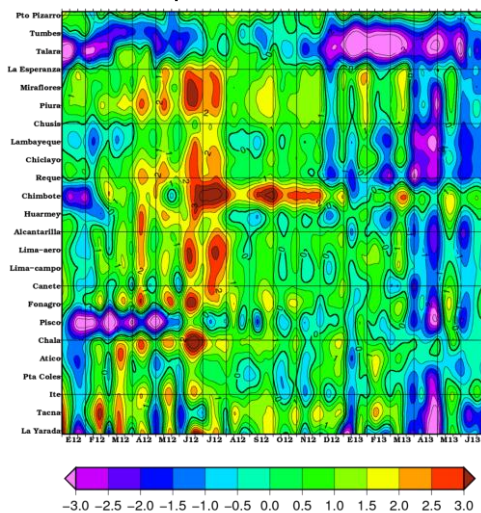 Pto Pizarro
Tumbes
Talara
La Esperanza
Miraflores
Piura
Chusis
Lambayeque
Chiclayo
Reque
Chimbote
Huarmey
Alcantarilla
Lima-aero
Lima-campo
Canete
Fonagro
Pisco
Chala
Atico
Pta Coles
Ite
Tacna
La Yarada
E12 F12 M12 A12 M12 J12 J12 A12 S12 O12 N12 D12 E13 F13 M13 A13 M13 J13
−3.0 −2.5 −2.0 −1.5 −1.0 −0.5 0.0 0.5 1.0 1.5 2.0 2.5 3.0